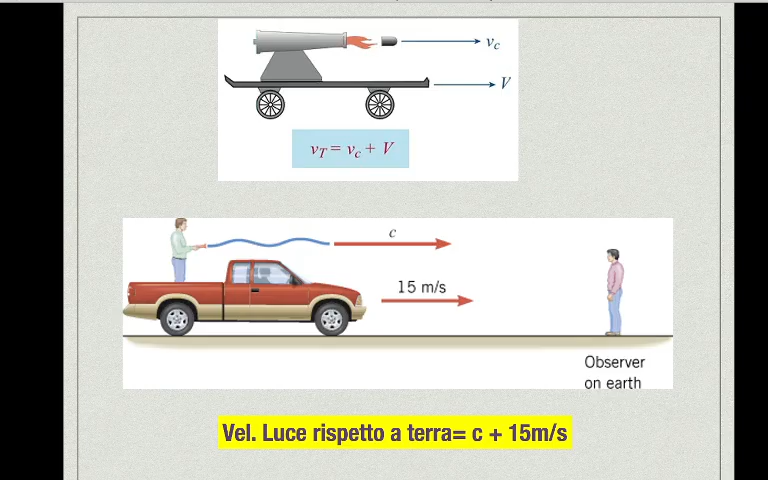 v_c
V
v_T = v_c + V
c
15 m/s
Observer
on earth
Vel. Luce rispetto a terra= c + 15m/s